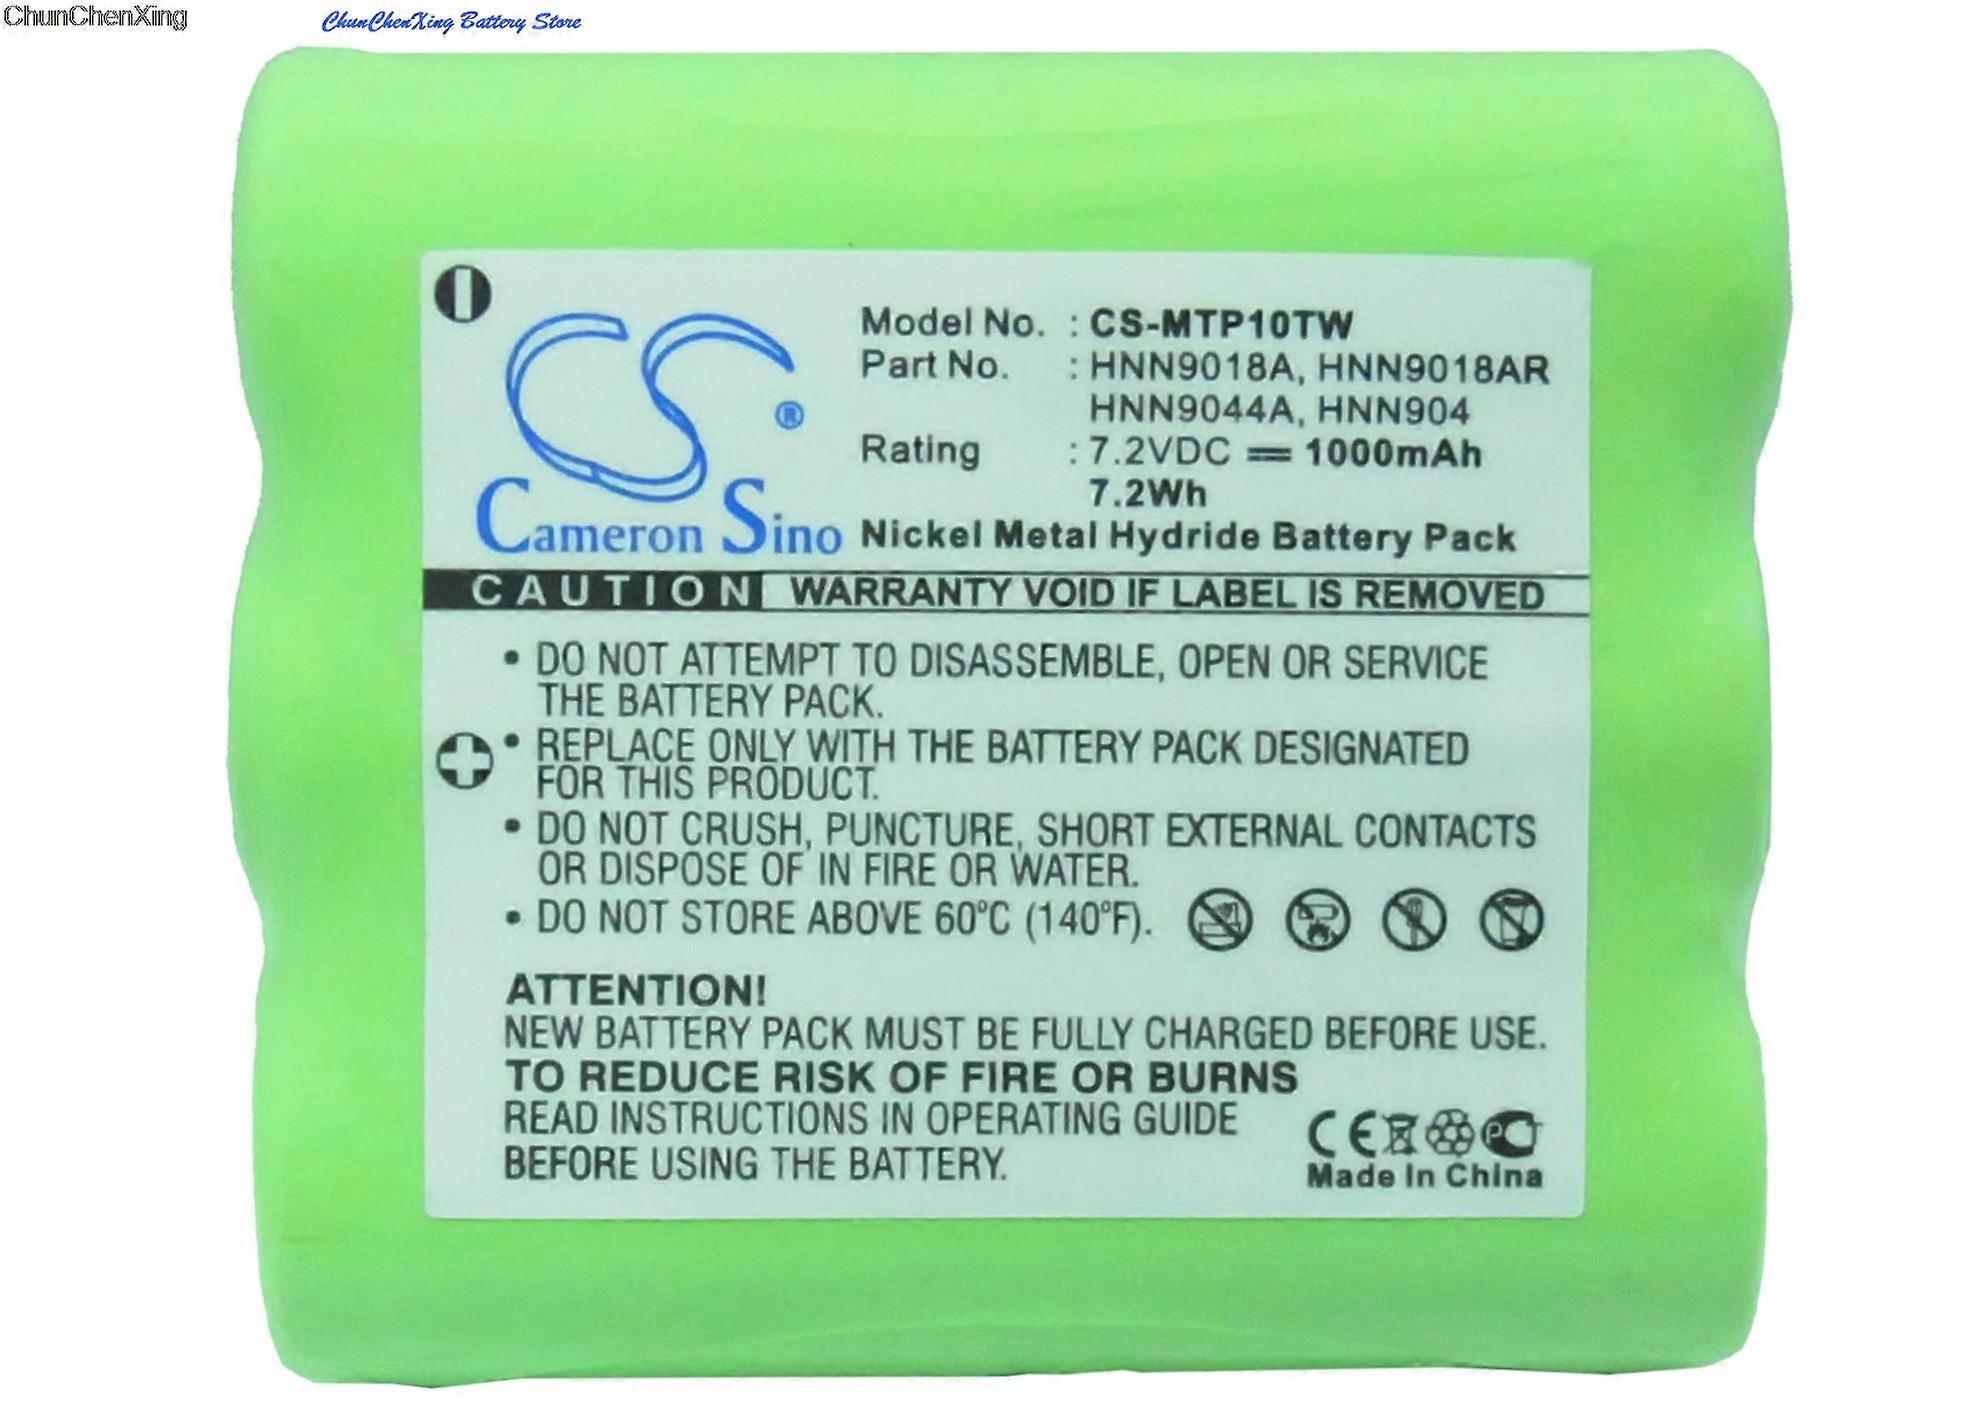 ChunChenXing
ChunChenXing Battery Store
Model No. : CS-MTP10TW
Part No. : HNN9018A, HNN9018AR
HNN9044A, HNN904
Rating : 7.2VDC 1000mAh
7.2Wh
Nickel Metal Hydride Battery Pack
CS ®
Cameron Sino
CAUTION WARRANTY VOID IF LABEL IS REMOVED
• DO NOT ATTEMPT TO DISASSEMBLE, OPEN OR SERVICE
THE BATTERY PACK.
• REPLACE ONLY WITH THE BATTERY PACK DESIGNATED
FOR THIS PRODUCT.
• DO NOT CRUSH, PUNCTURE, SHORT EXTERNAL CONTACTS
OR DISPOSE OF IN FIRE OR WATER.
• DO NOT STORE ABOVE 60°C (140°F).
ATTENTION!
NEW BATTERY PACK MUST BE FULLY CHARGED BEFORE USE.
TO REDUCE RISK OF FIRE OR BURNS
READ INSTRUCTIONS IN OPERATING GUIDE
BEFORE USING THE BATTERY.
CE PC
Made In China